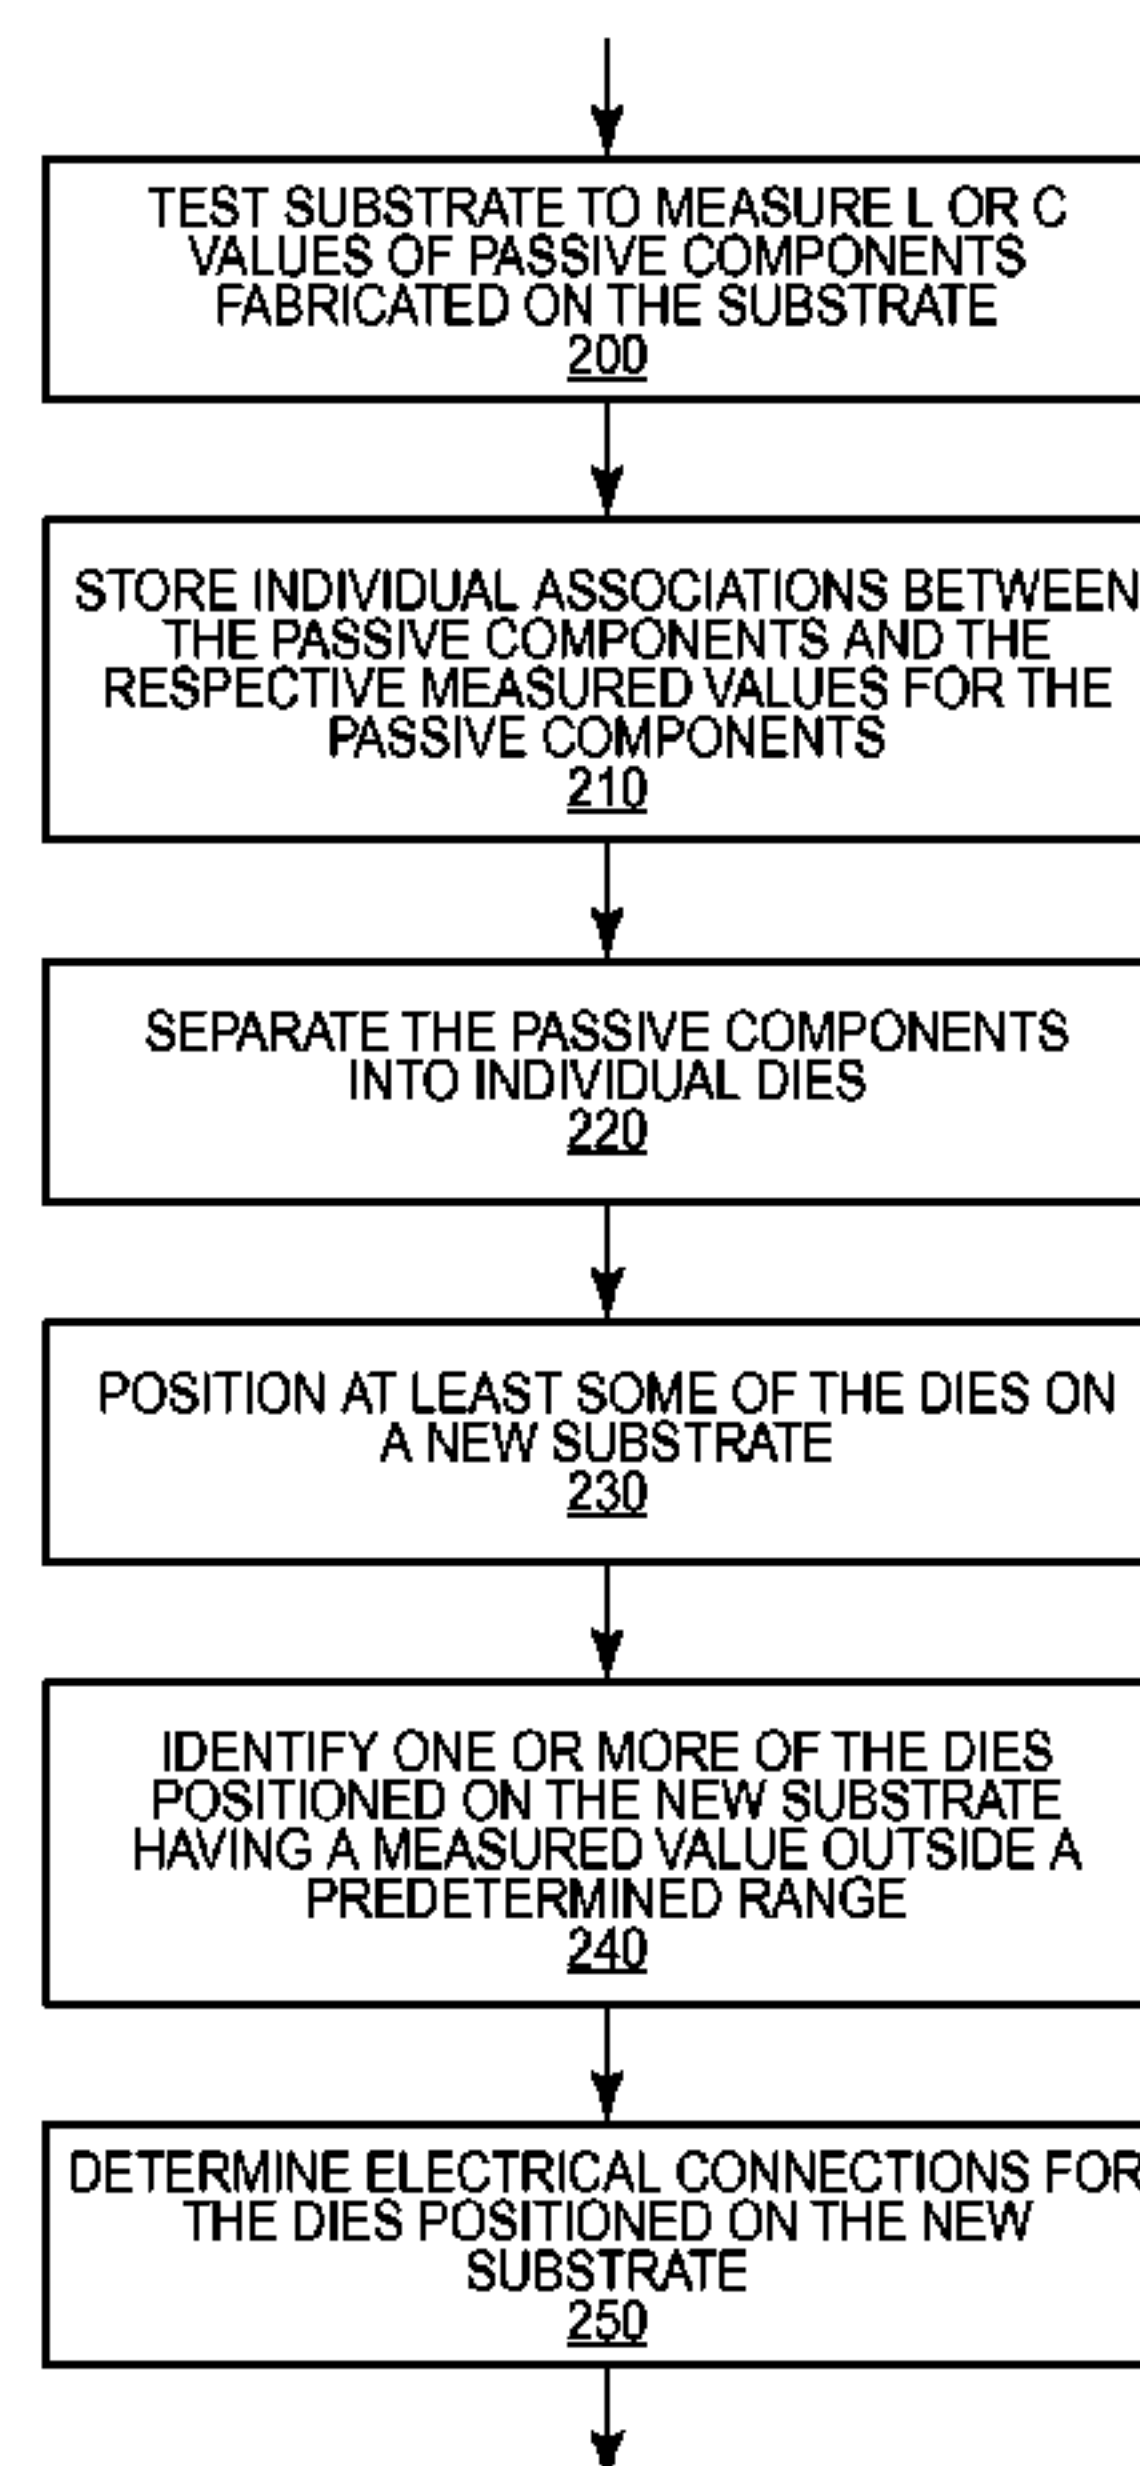 TEST SUBSTRATE TO MEASURE L OR C
VALUES OF PASSIVE COMPONENTS
FABRICATED ON THE SUBSTRATE
200
STORE INDIVIDUAL ASSOCIATIONS BETWEEN
THE PASSIVE COMPONENTS AND THE
RESPECTIVE MEASURED VALUES FOR THE
PASSIVE COMPONENTS
210
SEPARATE THE PASSIVE COMPONENTS
INTO INDIVIDUAL DIES
220
POSITION AT LEAST SOME OF THE DIES ON
A NEW SUBSTRATE
230
IDENTIFY ONE OR MORE OF THE DIES
POSITIONED ON THE NEW SUBSTRATE
HAVING A MEASURED VALUE OUTSIDE A
PREDETERMINED RANGE
240
DETERMINE ELECTRICAL CONNECTIONS FOR
THE DIES POSITIONED ON THE NEW
SUBSTRATE
250